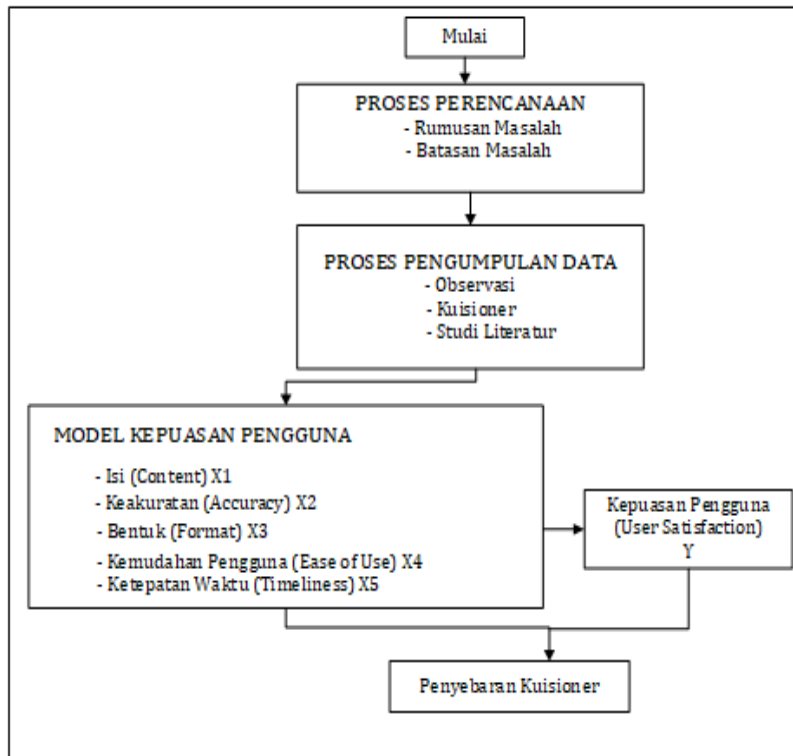 Mulai
PROSES PERENCANAAN
- Rumusan Masalah
- Batasan Masalah
PROSES PENGUMPULAN DATA
- Observasi
- Kuisioner
- Studi Literatur
MODEL KEPUASAN PENGGUNA
- Isi (Content) X1
- Keakuratan (Accuracy) X2
- Bentuk (Format) X3
- Kemudahan Pengguna (Ease of Use) X4
- Ketepatan Waktu (Timeliness) X5
Kepuasan Pengguna
(User Satisfaction)
Y
Penyebaran Kuisioner